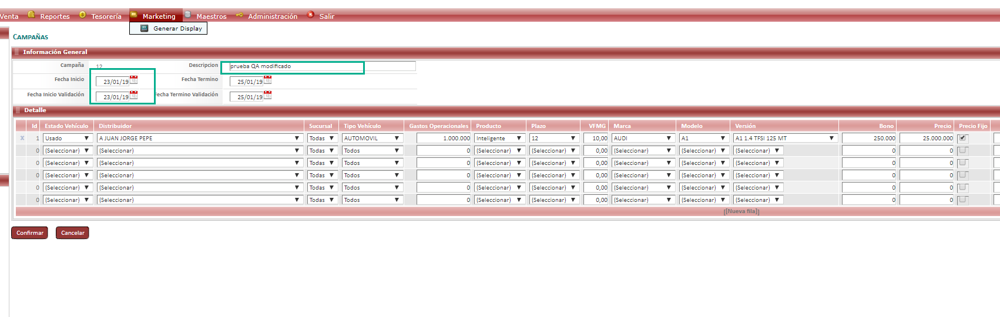 Venta Reportes Tesorería Marketing Maestros Administración Salir
Generar Display
CAMPAÑAS
Información General
Campaña 12 Descripcion prueba QA modificado
Fecha Inicio 23/01/19 Fecha Termino 25/01/19
Fecha Inicio Validación 23/01/19 Fecha Termino Validación 25/01/19
Detalle
Id Estado Vehículo Distribuidor Sucursal Tipo Vehículo Gastos Operacionales Producto Plazo VFMG Marca Modelo Versión Bono Precio Precio Fijo
x 1 Usado A JUAN JORGE PEPE Todas AUTOMOVIL 1.000.000 Inteligente 12 10,00 AUDI A1 A1 1.4 TFSI 125 MT 250.000 25.000.000
0 (Seleccionar) (Seleccionar) Todas Todos 0 (Seleccionar) (Seleccionar) 0,00 (Seleccionar) (Seleccionar) (Seleccionar) 0 0
0 (Seleccionar) (Seleccionar) Todas Todos 0 (Seleccionar) (Seleccionar) 0,00 (Seleccionar) (Seleccionar) (Seleccionar) 0 0
0 (Seleccionar) (Seleccionar) Todas Todos 0 (Seleccionar) (Seleccionar) 0,00 (Seleccionar) (Seleccionar) (Seleccionar) 0 0
0 (Seleccionar) (Seleccionar) Todas Todos 0 (Seleccionar) (Seleccionar) 0,00 (Seleccionar) (Seleccionar) (Seleccionar) 0 0
0 (Seleccionar) (Seleccionar) Todas Todos 0 (Seleccionar) (Seleccionar) 0,00 (Seleccionar) (Seleccionar) (Seleccionar) 0 0
[[Nueva fila]]
Confirmar Cancelar